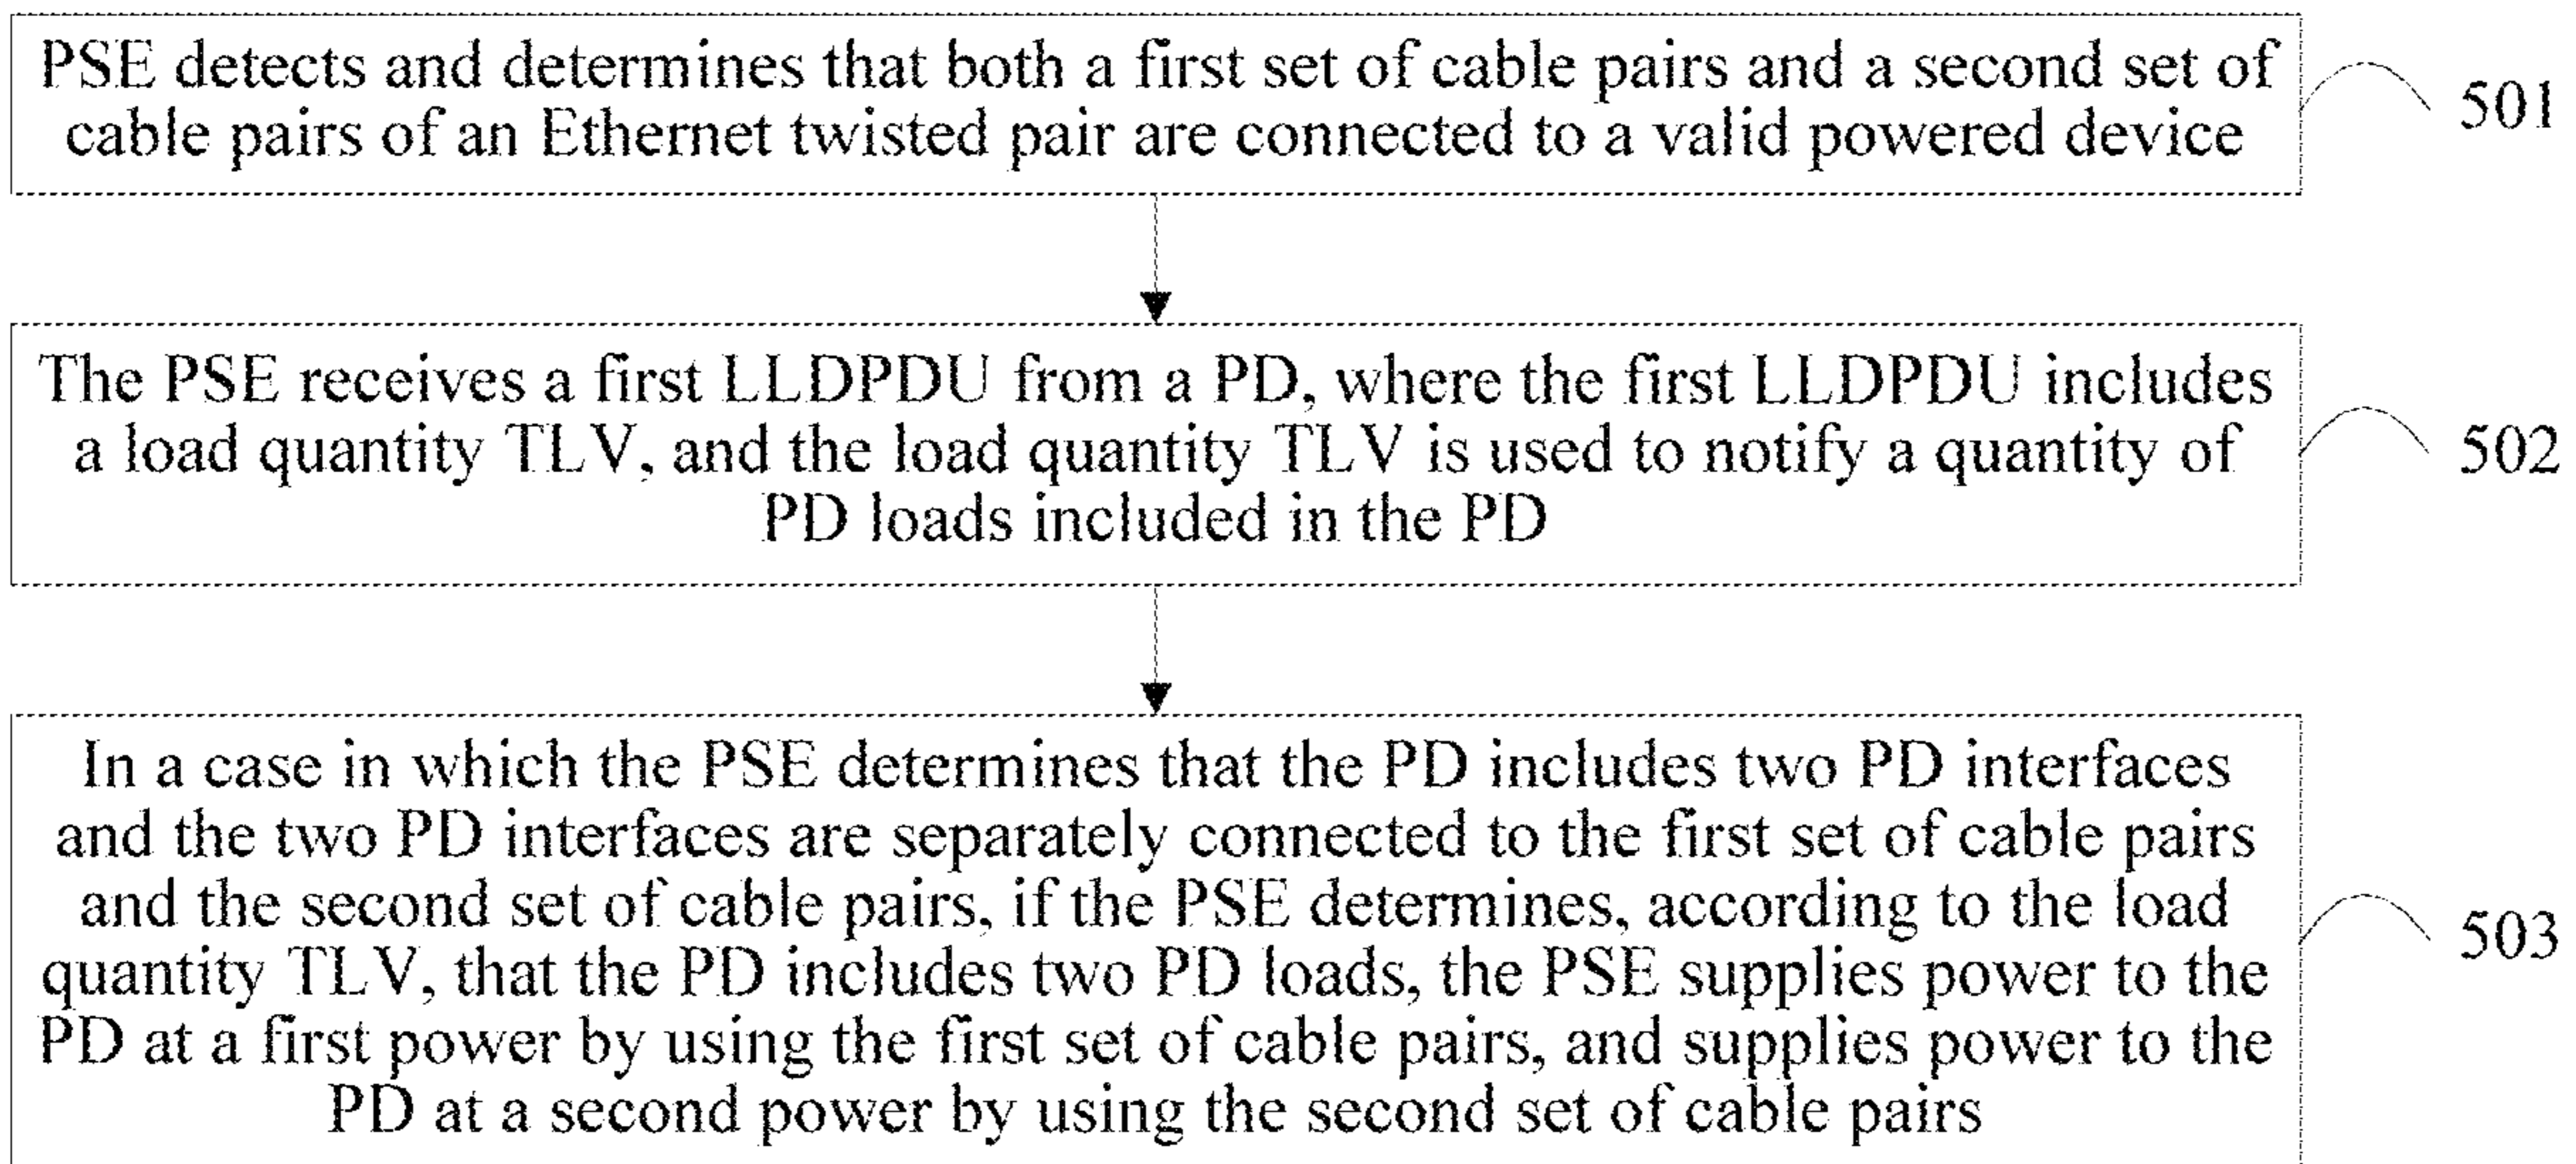 PSE detects and determines that both a first set of cable pairs and a second set of
cable pairs of an Ethernet twisted pair are connected to a valid powered device
501
The PSE receives a first LLDPDU from a PD, where the first LLDPDU includes
a load quantity TLV, and the load quantity TLV is used to notify a quantity of
PD loads included in the PD
502
In a case in which the PSE determines that the PD includes two PD interfaces
and the two PD interfaces are separately connected to the first set of cable pairs
and the second set of cable pairs, if the PSE determines, according to the load
quantity TLV, that the PD includes two PD loads, the PSE supplies power to the
PD at a first power by using the first set of cable pairs, and supplies power to the
PD at a second power by using the second set of cable pairs
503